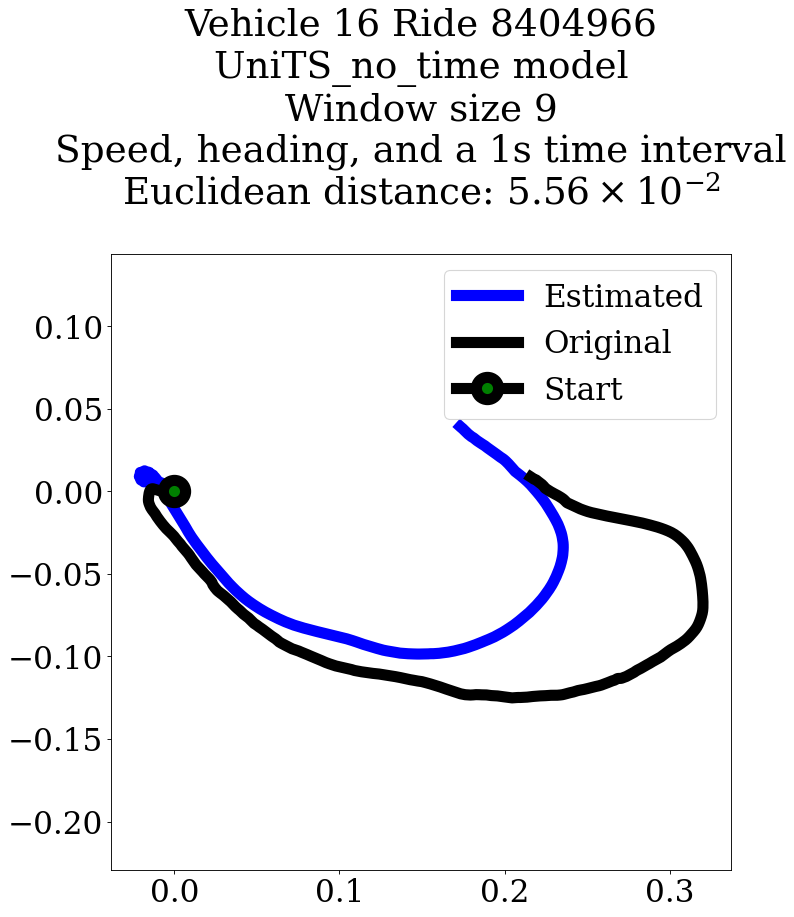 Vehicle 16 Ride 8404966
UniTS_no_time model
Window size 9
Speed, heading, and a 1s time interval
Euclidean distance: 5.56 × 10⁻²
Estimated
Original
Start
0.10
0.05
0.00
−0.05
−0.10
−0.15
−0.20
0.0 0.1 0.2 0.3